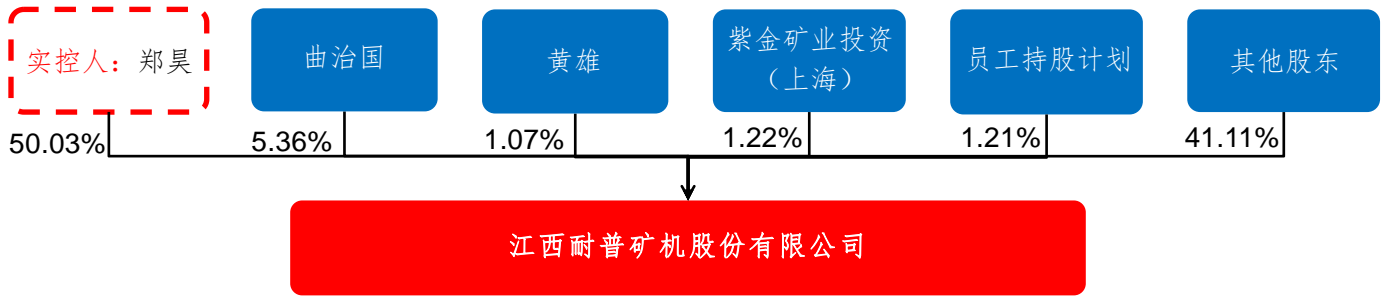 实控人：郑昊
曲治国
黄雄
紫金矿业投资
（上海）
员工持股计划
其他股东
50.03%
5.36%
1.07%
1.22%
1.21%
41.11%
江西耐普矿机股份有限公司